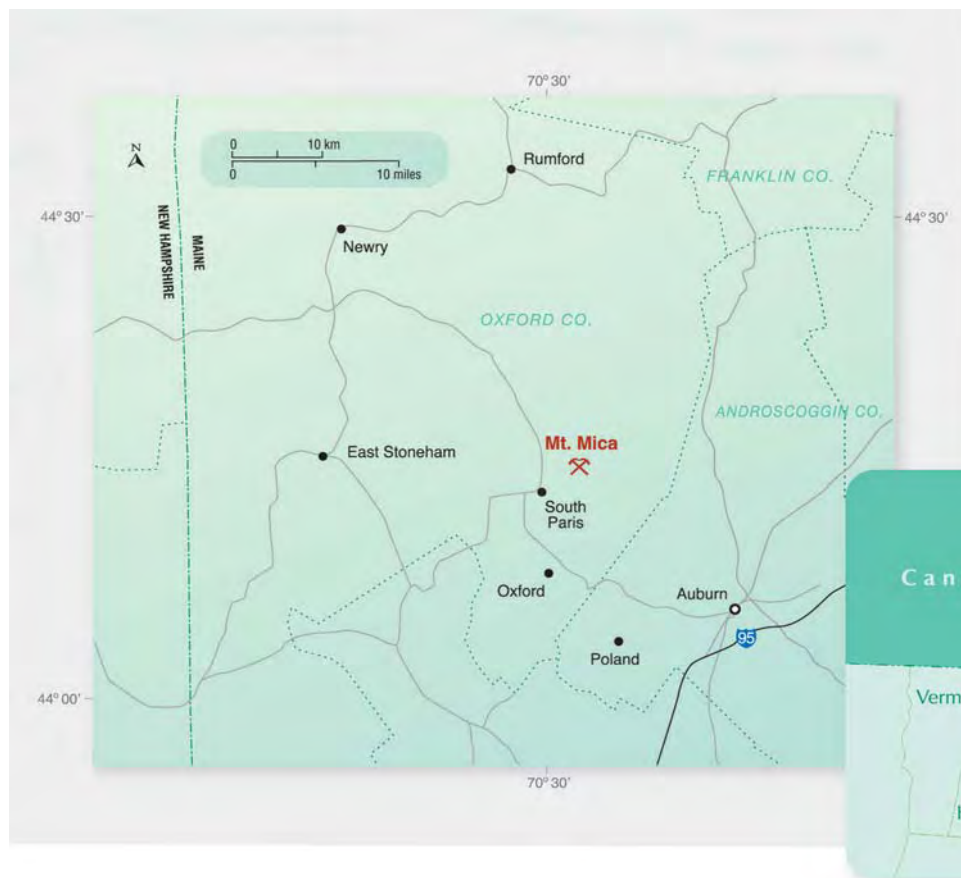 70° 30'
N
0 10 km
0 10 miles
Rumford
FRANKLIN CO.
44° 30'
44° 30'
NEW HAMPSHIRE
MAINE
Newry
OXFORD CO.
ANDROSCOGGIN CO.
Mt. Mica
East Stoneham
South
Paris
Can
Oxford
Auburn
95
Poland
44° 00'
Verm
70° 30'